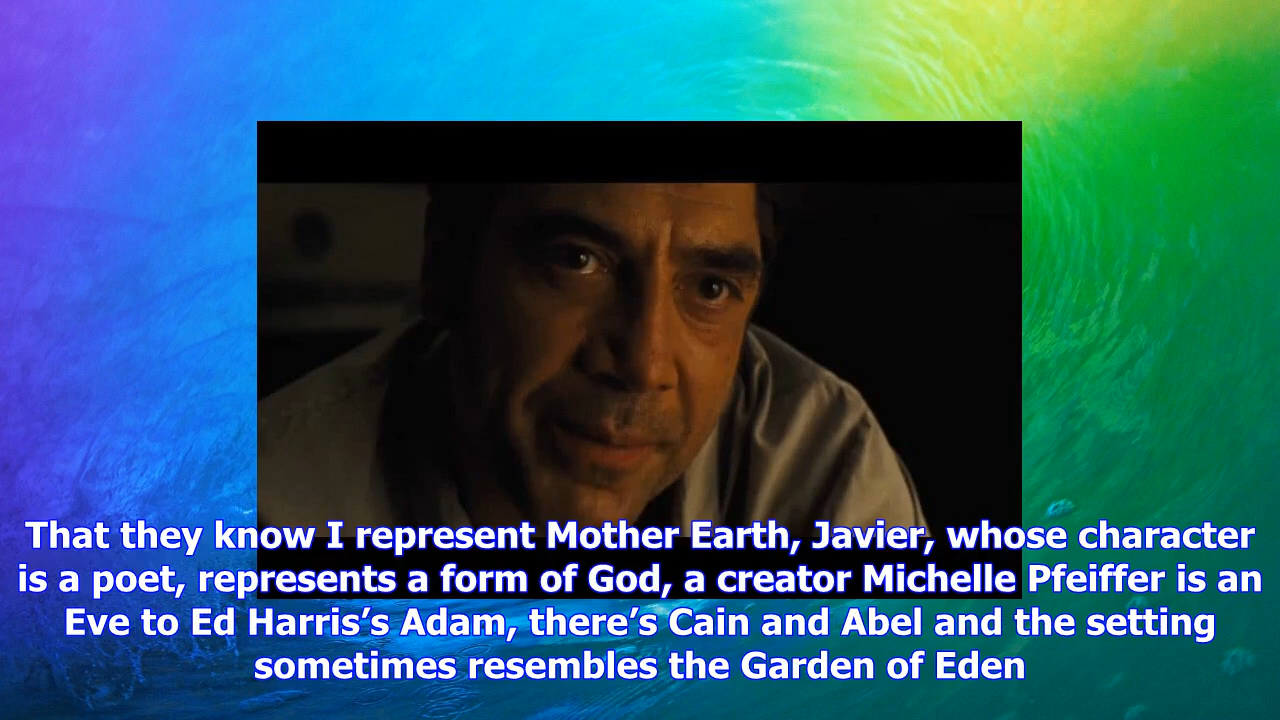 That they know I represent Mother Earth, Javier, whose character
is a poet, represents a form of God, a creator Michelle Pfeiffer is an
Eve to Ed Harris’s Adam, there’s Cain and Abel and the setting
sometimes resembles the Garden of Eden